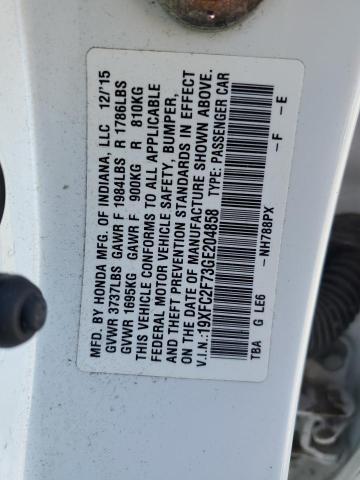 MFD. BY HONDA MFG. OF INDIANA, LLC 12/'15
GVWR 3737LBS GAWR F 1984LBS R 1786LBS
GVWR 1695KG GAWR F 900KG R 810KG
THIS VEHICLE CONFORMS TO ALL APPLICABLE
FEDERAL MOTOR VEHICLE SAFETY, BUMPER,
AND THEFT PREVENTION STANDARDS IN EFFECT
ON THE DATE OF MANUFACTURE SHOWN ABOVE.
V.I.N.:19XFC2F73GE204858 TYPE: PASSENGER CAR
-NH788PX -F -E
TBA G LE6